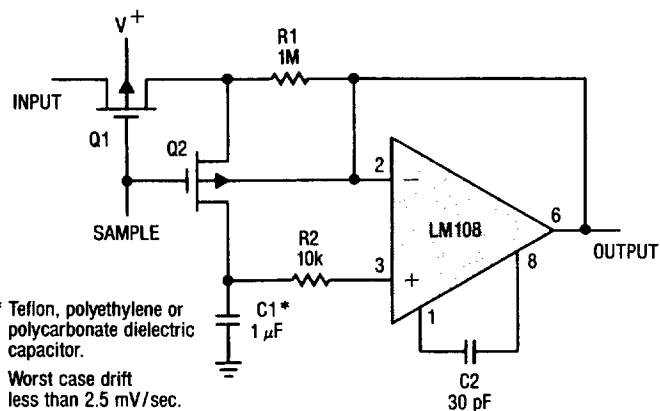 V+
R1
1M
INPUT
Q1
Q2
2
−
LM108
6
OUTPUT
SAMPLE
R2
10k
3
+
8
1
C1*
1 µF
C2
30 pF
* Teflon, polyethylene or
polycarbonate dielectric
capacitor.
Worst case drift
less than 2.5 mV/sec.